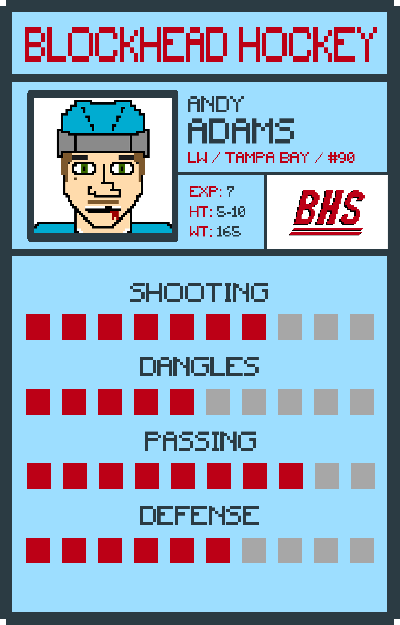 BLOCKHEAD HOCKEY
ANDY
ADAMS
LW / TAMPA BAY / #90
EXP: 7
HT: 5-10
WT: 165
BHS
SHOOTING
DANGLES
PASSING
DEFENSE